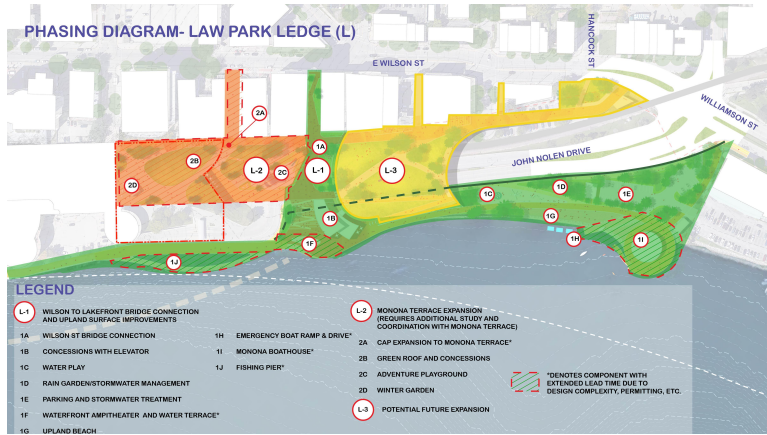 PHASING DIAGRAM- LAW PARK LEDGE (L)
E WILSON ST
HANCOCK ST
WILLIAMSON ST
JOHN NOLEN DRIVE
2A
1A
2B
2D
L-2
2C
L-1
L-3
1C
1D
1E
1B
1G
1F
1H
1I
1J
LEGEND
L-1 WILSON TO LAKEFRONT BRIDGE CONNECTION
AND UPLAND SURFACE IMPROVEMENTS
1A WILSON ST BRIDGE CONNECTION
1B CONCESSIONS WITH ELEVATOR
1C WATER PLAY
1D RAIN GARDEN/STORMWATER MANAGEMENT
1E PARKING AND STORMWATER TREATMENT
1F WATERFRONT AMPITHEATER AND WATER TERRACE*
1G UPLAND BEACH
1H EMERGENCY BOAT RAMP & DRIVE*
1I MONONA BOATHOUSE*
1J FISHING PIER*
L-2 MONONA TERRACE EXPANSION
(REQUIRES ADDITIONAL STUDY AND
COORDINATION WITH MONONA TERRACE)
2A CAP EXPANSION TO MONONA TERRACE*
2B GREEN ROOF AND CONCESSIONS
2C ADVENTURE PLAYGROUND
2D WINTER GARDEN
L-3 POTENTIAL FUTURE EXPANSION
*DENOTES COMPONENT WITH
EXTENDED LEAD TIME DUE TO
DESIGN COMPLEXITY, PERMITTING, ETC.